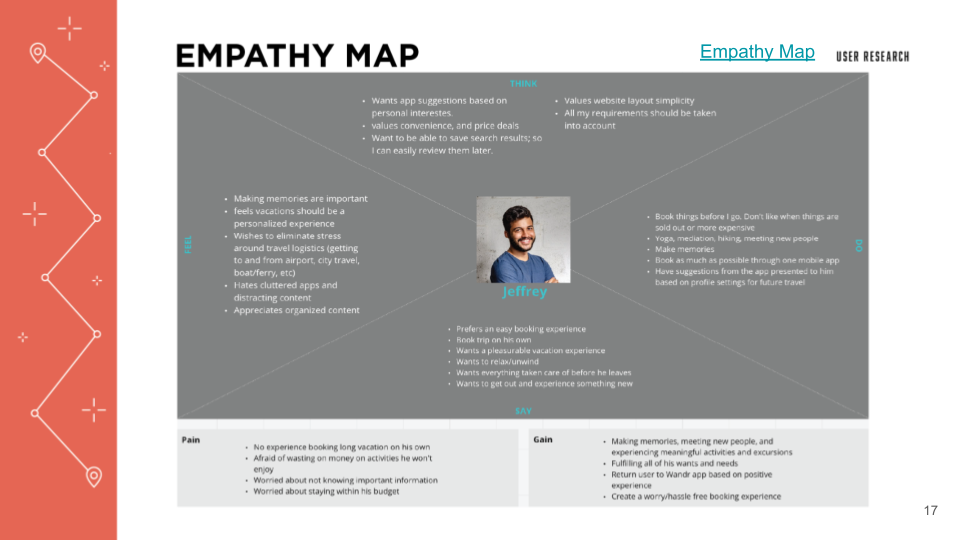 EMPATHY MAP
Empathy Map
USER RESEARCH
THINK
• Wants app suggestions based on
personal interestes.
• values convenience, and price deals
• Want to be able to save search results; so
I can easily review them later.
• Values website layout simplicity
• All my requirements should be taken
into account
FEEL
• Making memories are important
• feels vacations should be a
personalized experience
• Wishes to eliminate stress
around travel logistics (getting
to and from airport, city travel,
boat/ferry, etc)
• Hates cluttered apps and
distracting content
• Appreciates organized content
Jeffrey
• Book things before I go. Don't like when things are
sold out or more expensive
• Yoga, mediation, hiking, meeting new people
• Make memories
• Book as much as possible through one mobile app
• Have suggestions from the app presented to him
based on profile settings for future travel
DO
• Prefers an easy booking experience
• Book trip on his own
• Wants a pleasurable vacation experience
• Wants to relax/unwind
• Wants everything taken care of before he leaves
• Wants to get out and experience something new
SAY
Pain
• No experience booking long vacation on his own
• Afraid of wasting on money on activities he won't
enjoy
• Worried about not knowing important information
• Worried about staying within his budget
Gain
• Making memories, meeting new people, and
experiencing meaningful activities and excursions
• Fulfilling all of his wants and needs
• Return user to Wandr app based on positive
experience
• Create a worry/hassle free booking experience
17